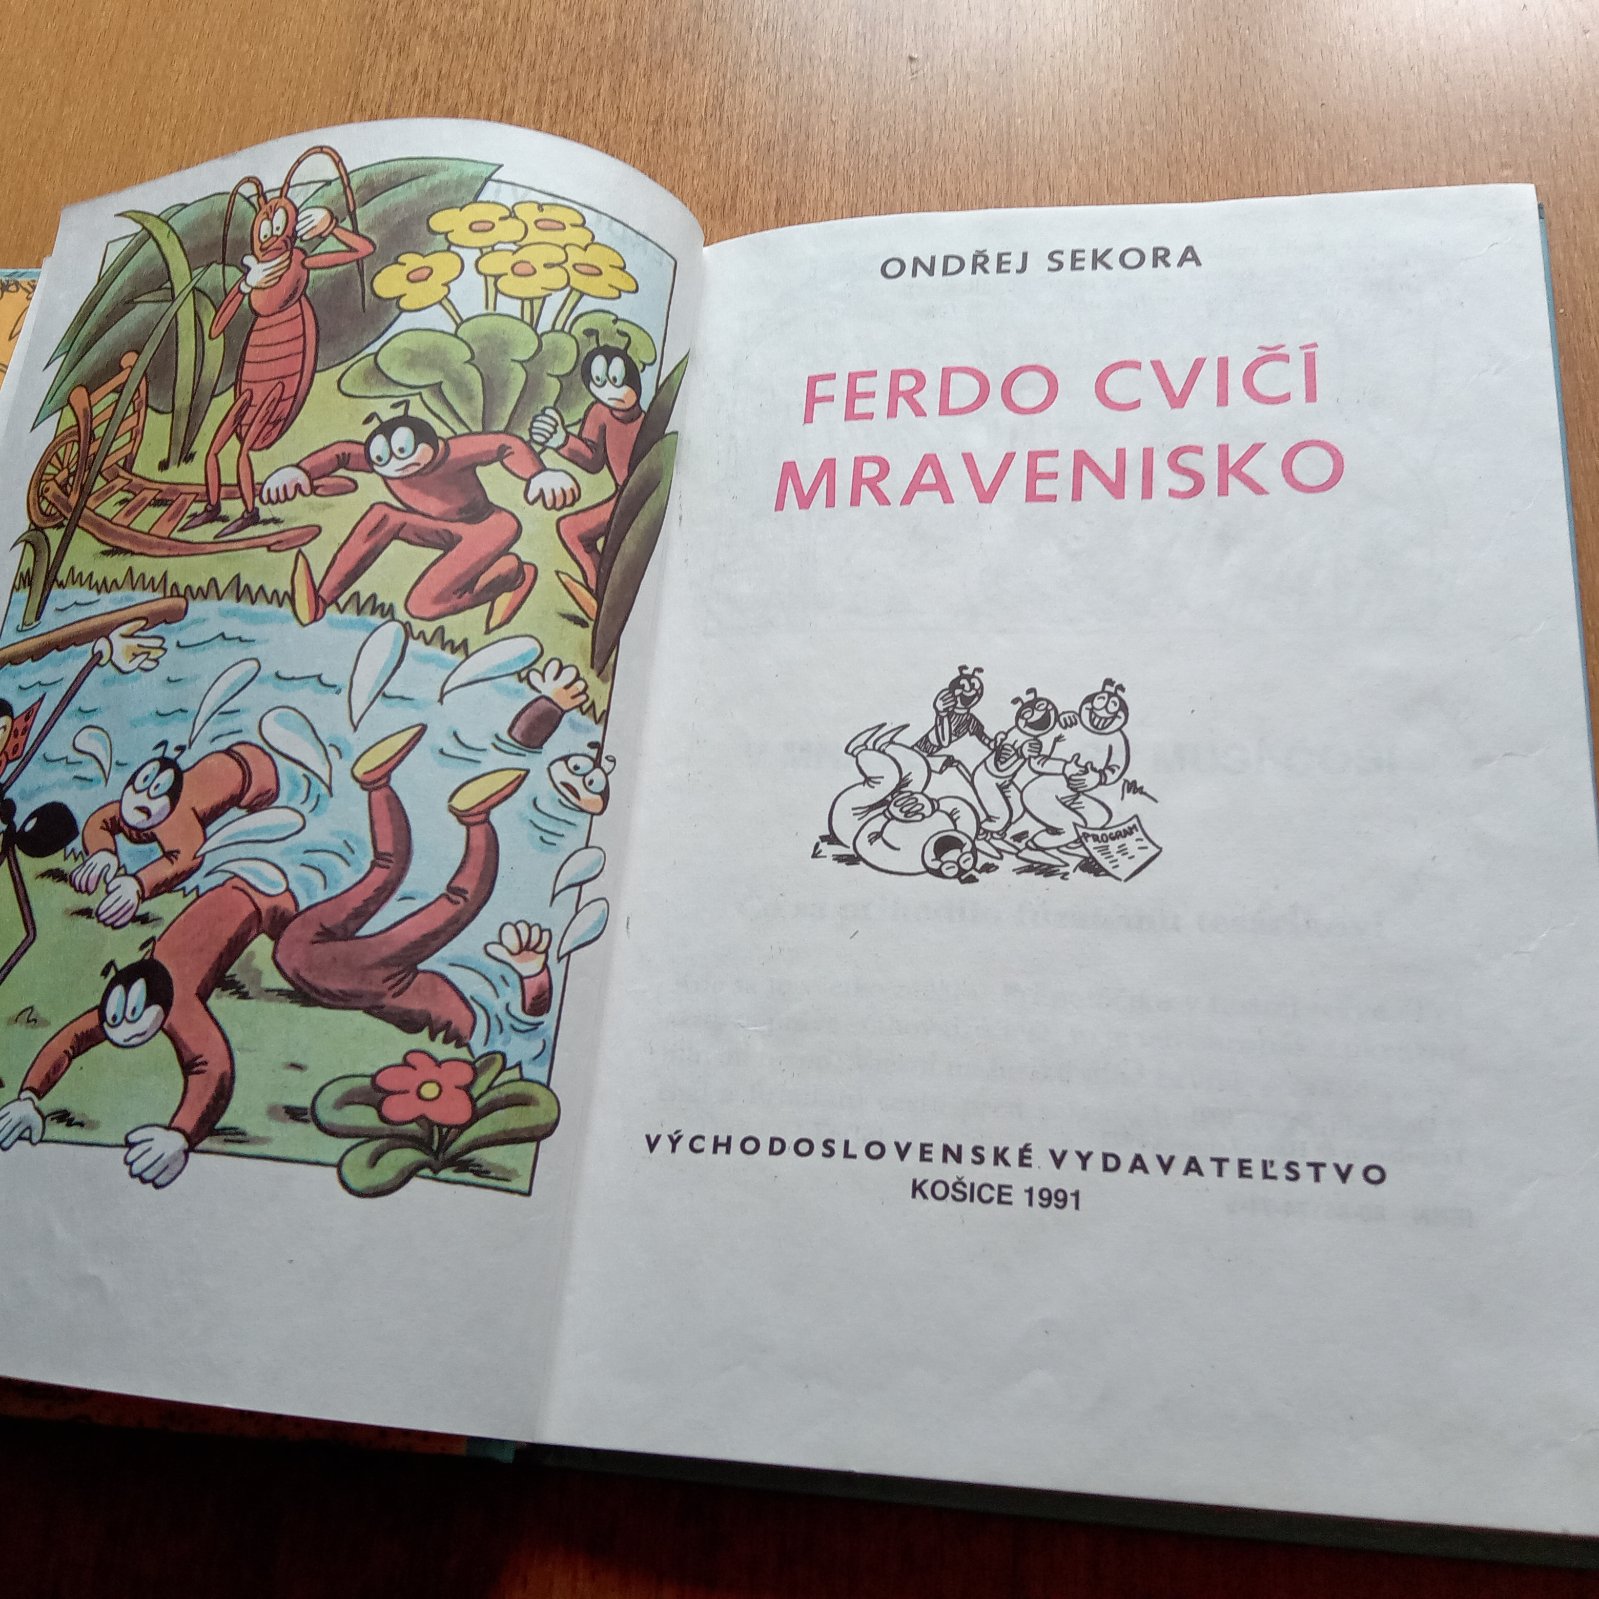 ONDŘEJ SEKORA
FERDO CVIČÍ
MRAVENISKO
PROGRAM
VÝCHODOSLOVENSKÉ VYDAVATEĽSTVO
KOŠICE 1991